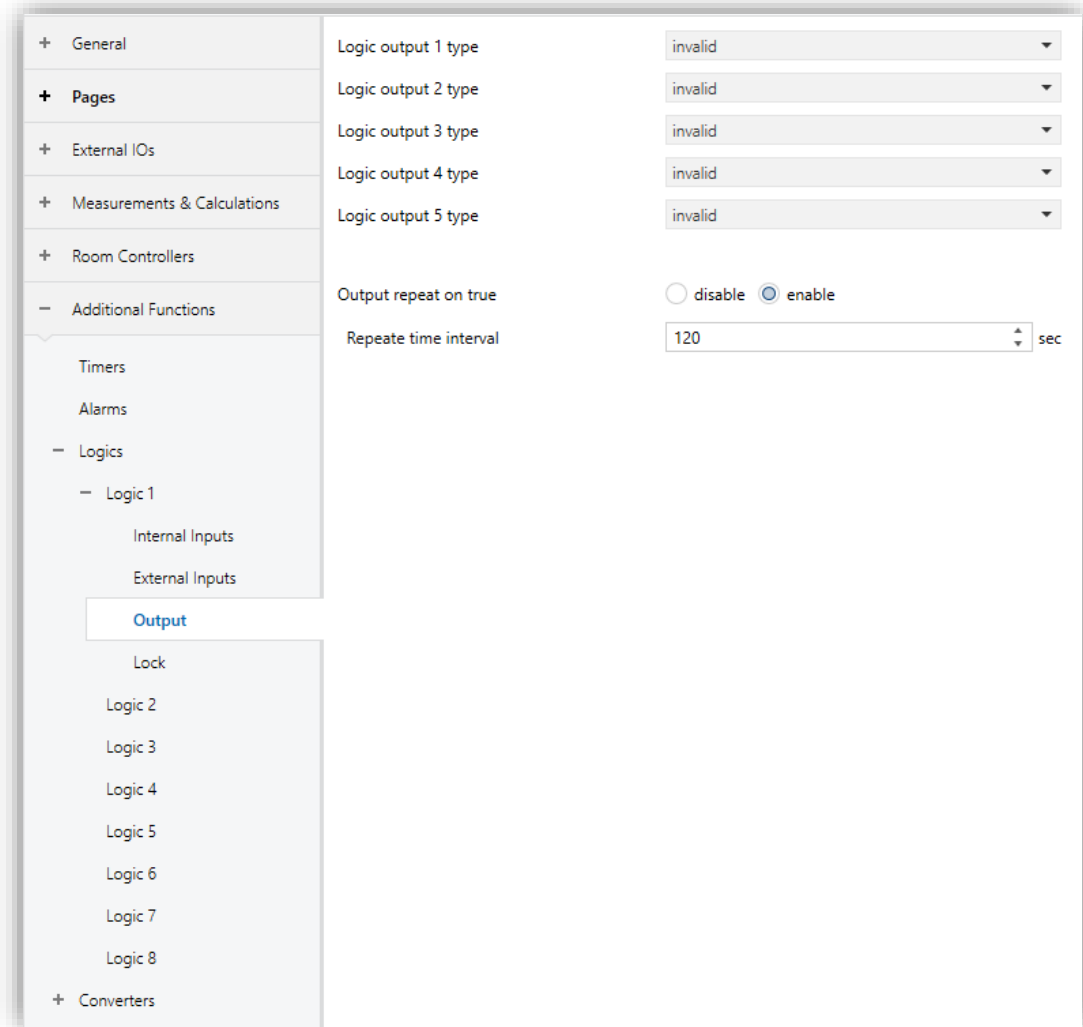 General
Pages
External IOs
Measurements & Calculations
Room Controllers
Additional Functions
Timers
Alarms
Logics
Logic 1
Internal Inputs
External Inputs
Output
Lock
Logic 2
Logic 3
Logic 4
Logic 5
Logic 6
Logic 7
Logic 8
Converters
Logic output 1 type invalid
Logic output 2 type invalid
Logic output 3 type invalid
Logic output 4 type invalid
Logic output 5 type invalid
Output repeat on true disable enable
Repeate time interval 120 sec